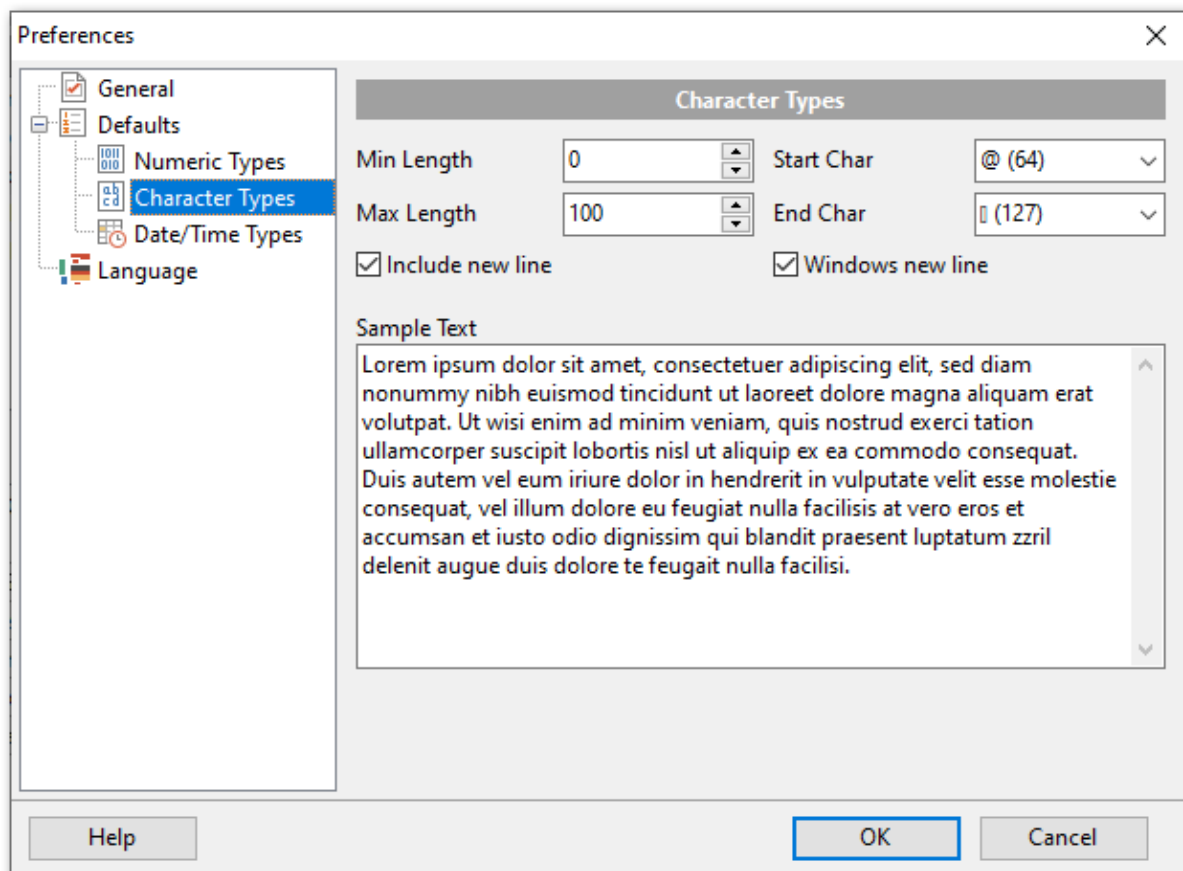 Preferences
General
Defaults
Numeric Types
Character Types
Date/Time Types
Language
Character Types
Min Length 0 Start Char @ (64)
Max Length 100 End Char ▯ (127)
Include new line Windows new line
Sample Text
Lorem ipsum dolor sit amet, consectetuer adipiscing elit, sed diam
nonummy nibh euismod tincidunt ut laoreet dolore magna aliquam erat
volutpat. Ut wisi enim ad minim veniam, quis nostrud exerci tation
ullamcorper suscipit lobortis nisl ut aliquip ex ea commodo consequat.
Duis autem vel eum iriure dolor in hendrerit in vulputate velit esse molestie
consequat, vel illum dolore eu feugiat nulla facilisis at vero eros et
accumsan et iusto odio dignissim qui blandit praesent luptatum zzril
delenit augue duis dolore te feugait nulla facilisi.
Help OK Cancel